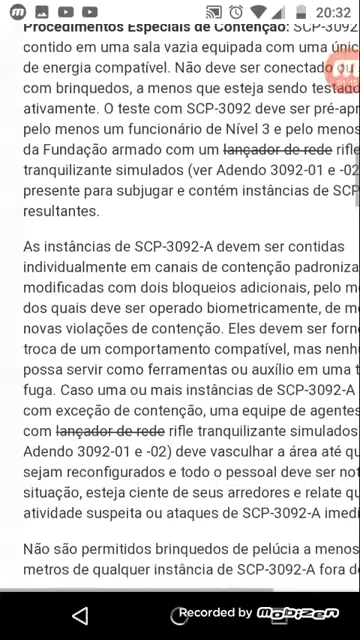 20:32
Procedimentos Especiais de Contenção: SCP-3092
contido em uma sala vazia equipada com uma únic
de energia compatível. Não deve ser conectado
com brinquedos, a menos que esteja sendo testado
ativamente. O teste com SCP-3092 deve ser pré-apr
pelo menos um funcionário de Nível 3 e pelo menos
da Fundação armado com um lançador de rede rifle
tranquilizante simulados (ver Adendo 3092-01 e -02
presente para subjugar e contém instâncias de SCP
resultantes.
As instâncias de SCP-3092-A devem ser contidas
individualmente em canais de contenção padroniza
modificadas com dois bloqueios adicionais, pelo m
dos quais deve ser operado biometricamente, de m
novas violações de contenção. Eles devem ser forn
troca de um comportamento compatível, mas nenh
possa servir como ferramentas ou auxílio em uma t
fuga. Caso uma ou mais instâncias de SCP-3092-A
com exceção de contenção, uma equipe de agentes
com lançador de rede rifle tranquilizante simulados
Adendo 3092-01 e -02) deve vasculhar a área até qu
sejam reconfigurados e todo o pessoal deve ser not
situação, esteja ciente de seus arredores e relate qu
atividade suspeita ou ataques de SCP-3092-A imedi
Não são permitidos brinquedos de pelúcia a menos
metros de qualquer instância de SCP-3092-A fora d
Recorded by mobizen